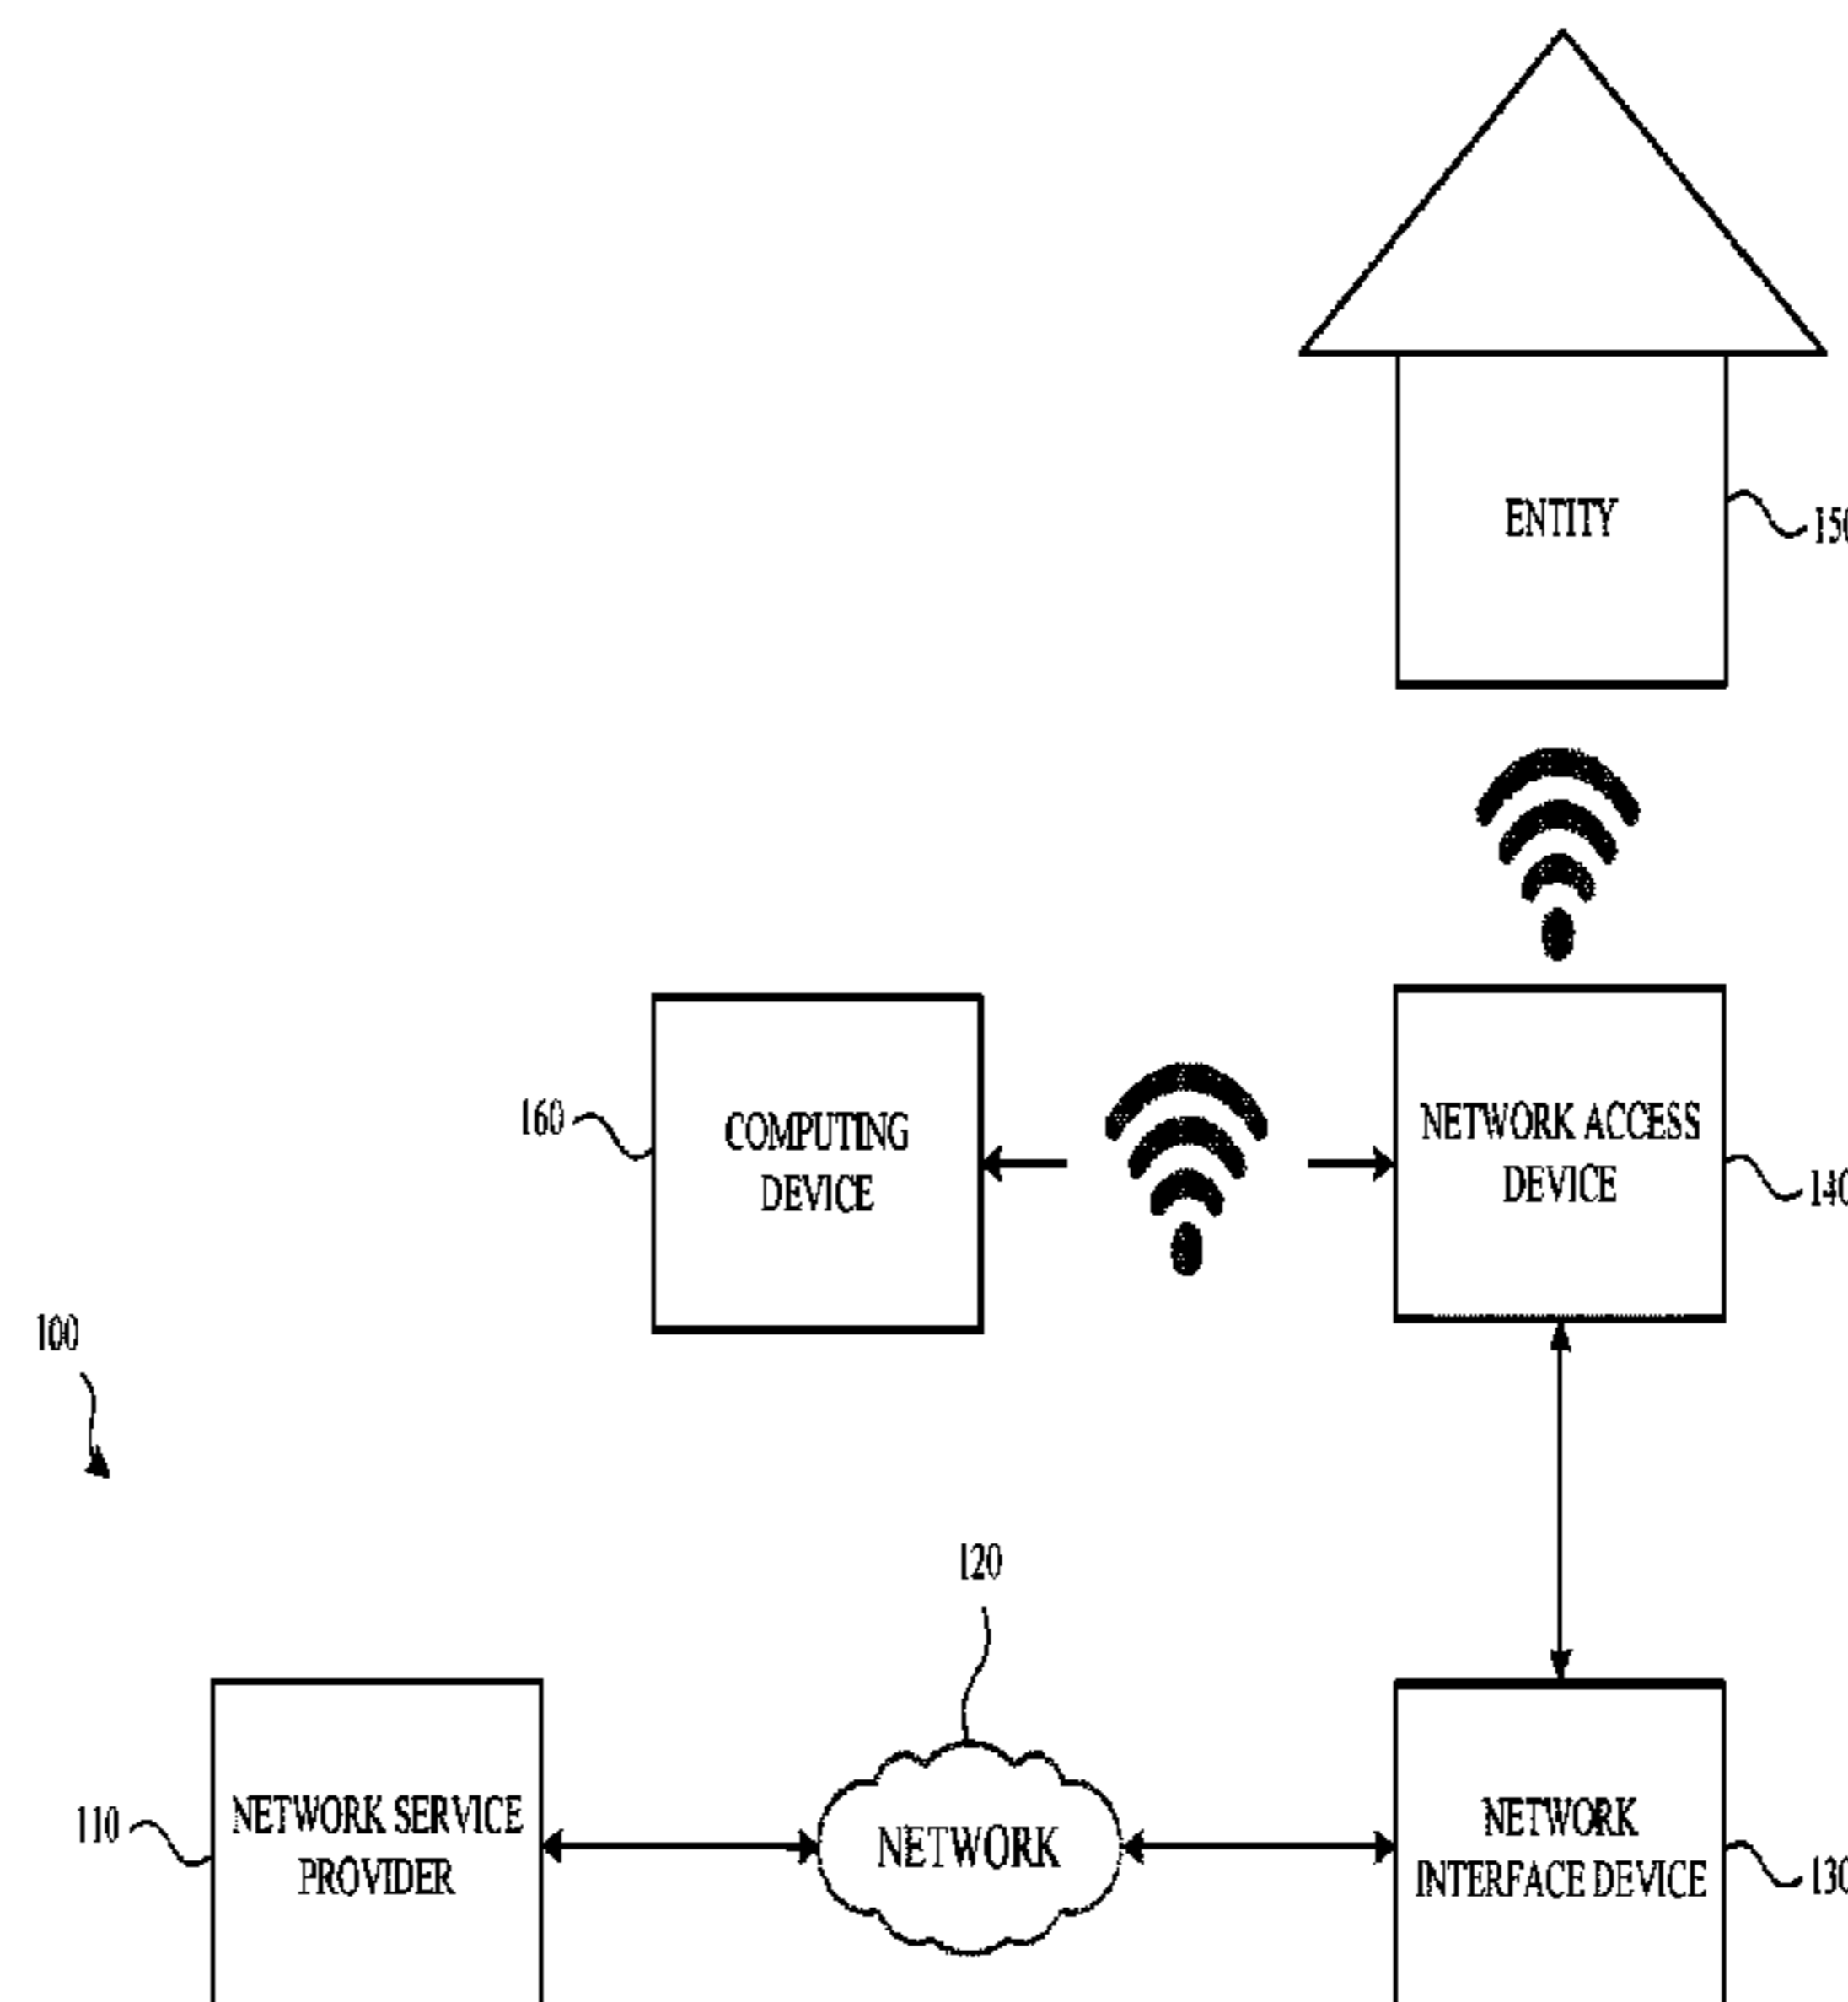 ENTITY
150
160
COMPUTING
DEVICE
NETWORK ACCESS
DEVICE
140
100
120
110
NETWORK SERVICE
PROVIDER
NETWORK
NETWORK
INTERFACE DEVICE
130